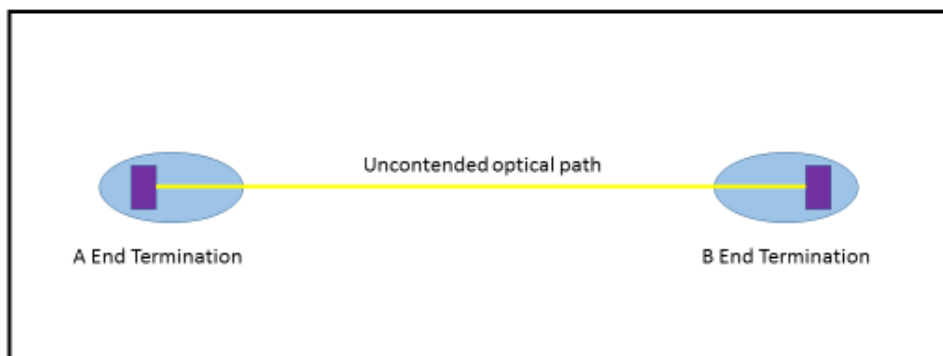 Uncontended optical path
A End Termination
B End Termination